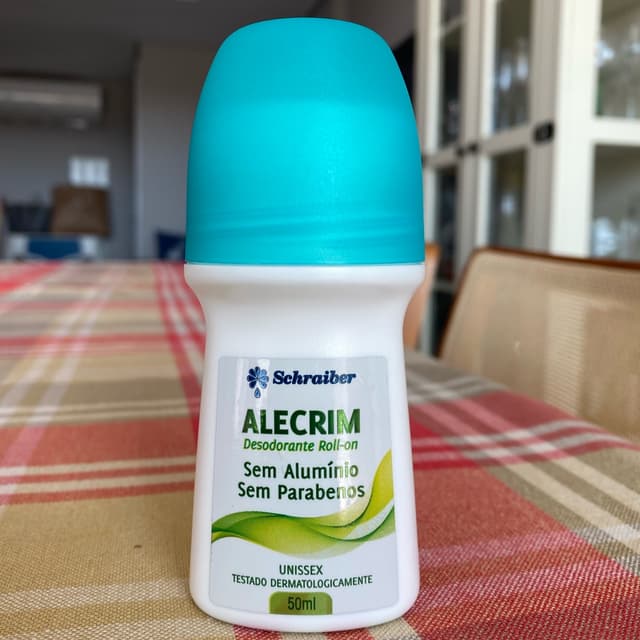 Schraiber
ALECRIM
Desodorante Roll-on
Sem Alumínio
Sem Parabenos
UNISSEX
TESTADO DERMATOLOGICAMENTE
50ml